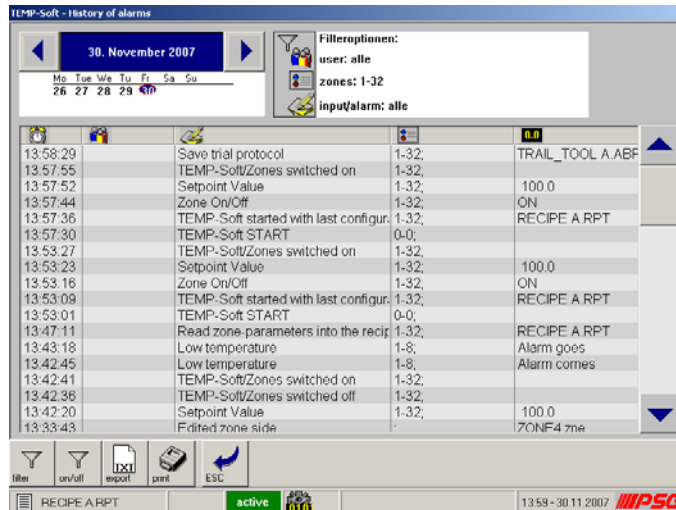 TEMP-Soft - History of alarms
30. November 2007
Mo Tue We Tu Fr Sa Su
26 27 28 29 30
Filteroptionen:
user: alle
zones: 1-32
input/alarm: alle
0.0
13:58:29 Save trial protocol 1-32; TRAIL_TOOL A.ABF
13:57:55 TEMP-Soft/Zones switched on 1-32;
13:57:52 Setpoint Value 1-32; 100.0
13:57:44 Zone On/Off 1-32; ON
13:57:36 TEMP-Soft started with last configur. 1-32; RECIPE A.RPT
13:57:30 TEMP-Soft START 0-0;
13:53:27 TEMP-Soft/Zones switched on 1-32;
13:53:23 Setpoint Value 1-32; 100.0
13:53:16 Zone On/Off 1-32; ON
13:53:09 TEMP-Soft started with last configur. 1-32; RECIPE A.RPT
13:53:01 TEMP-Soft START 0-0;
13:47:11 Read zone-parameters into the recip 1-32; RECIPE A.RPT
13:43:18 Low temperature 1-8; Alarm goes
13:42:45 Low temperature 1-8; Alarm comes
13:42:41 TEMP-Soft/Zones switched on 1-32;
13:42:36 TEMP-Soft/Zones switched off 1-32;
13:42:20 Setpoint Value 1-32; 100.0
13:33:43 Edited zone side ; ZONE4.zne
TXT
filter on/off export print ESC
RECIPE A.RPT active 0101 13:59 - 30.11.2007 PSG